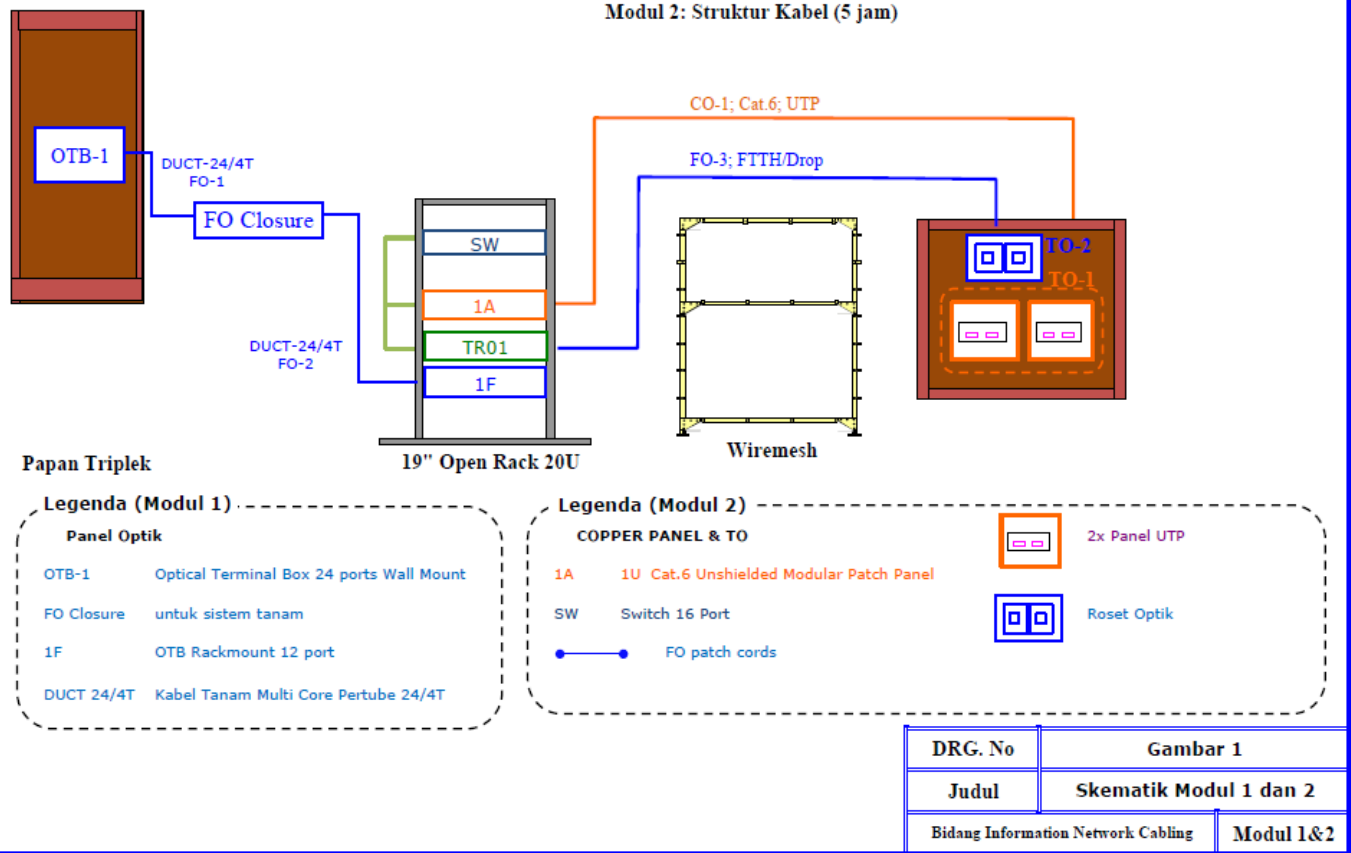 Modul 2: Struktur Kabel (5 jam)
CO-1; Cat.6; UTP
OTB-1
DUCT-24/4T
FO-1
FO-3; FTTH/Drop
FO Closure
SW
TO-2
TO-1
1A
DUCT-24/4T
FO-2
TR01
1F
Papan Triplek
19" Open Rack 20U
Wiremesh
Legenda (Modul 1)
Panel Optik
OTB-1 Optical Terminal Box 24 ports Wall Mount
FO Closure untuk sistem tanam
1F OTB Rackmount 12 port
DUCT 24/4T Kabel Tanam Multi Core Pertube 24/4T
Legenda (Modul 2)
COPPER PANEL & TO
1A 1U Cat.6 Unshielded Modular Patch Panel
SW Switch 16 Port
FO patch cords
2x Panel UTP
Roset Optik
DRG. No Gambar 1
Judul Skematik Modul 1 dan 2
Bidang Information Network Cabling Modul 1&2